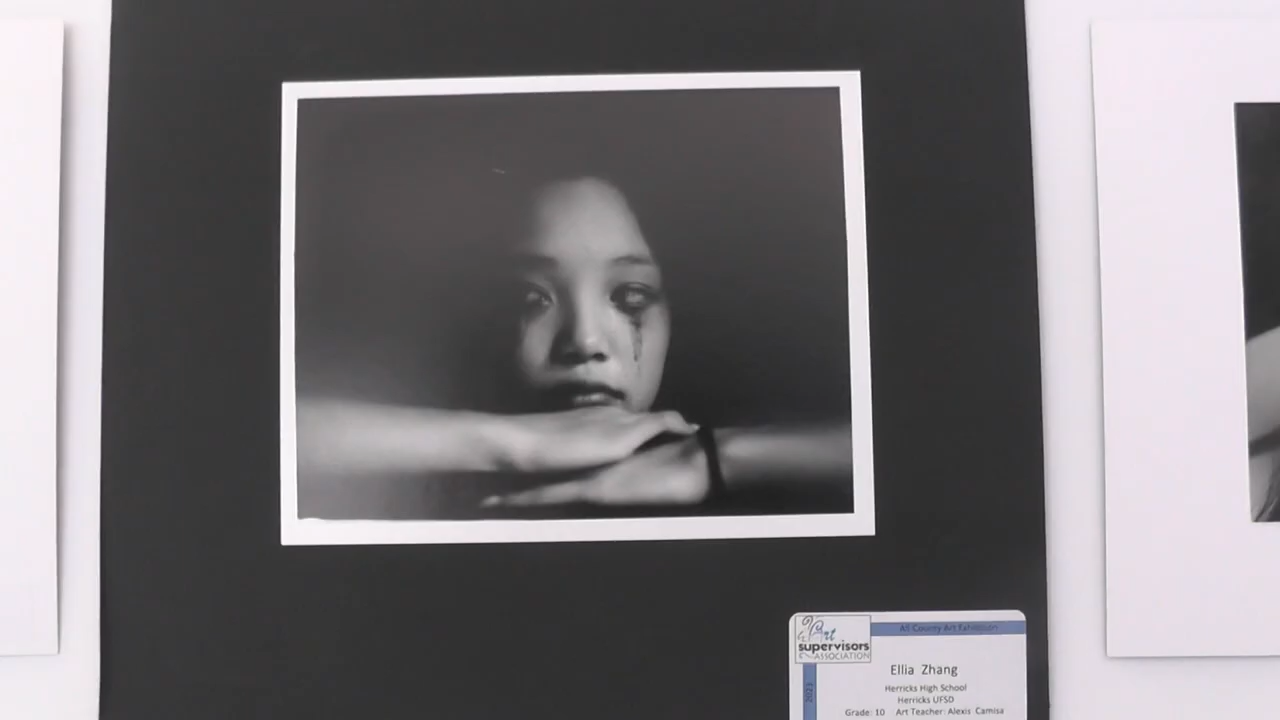 Art
supervisors
ASSOCIATION
All County Art Exhibition
2023
Ellia Zhang
Herricks High School
Herricks UFSD
Grade: 10 Art Teacher: Alexis Camisa